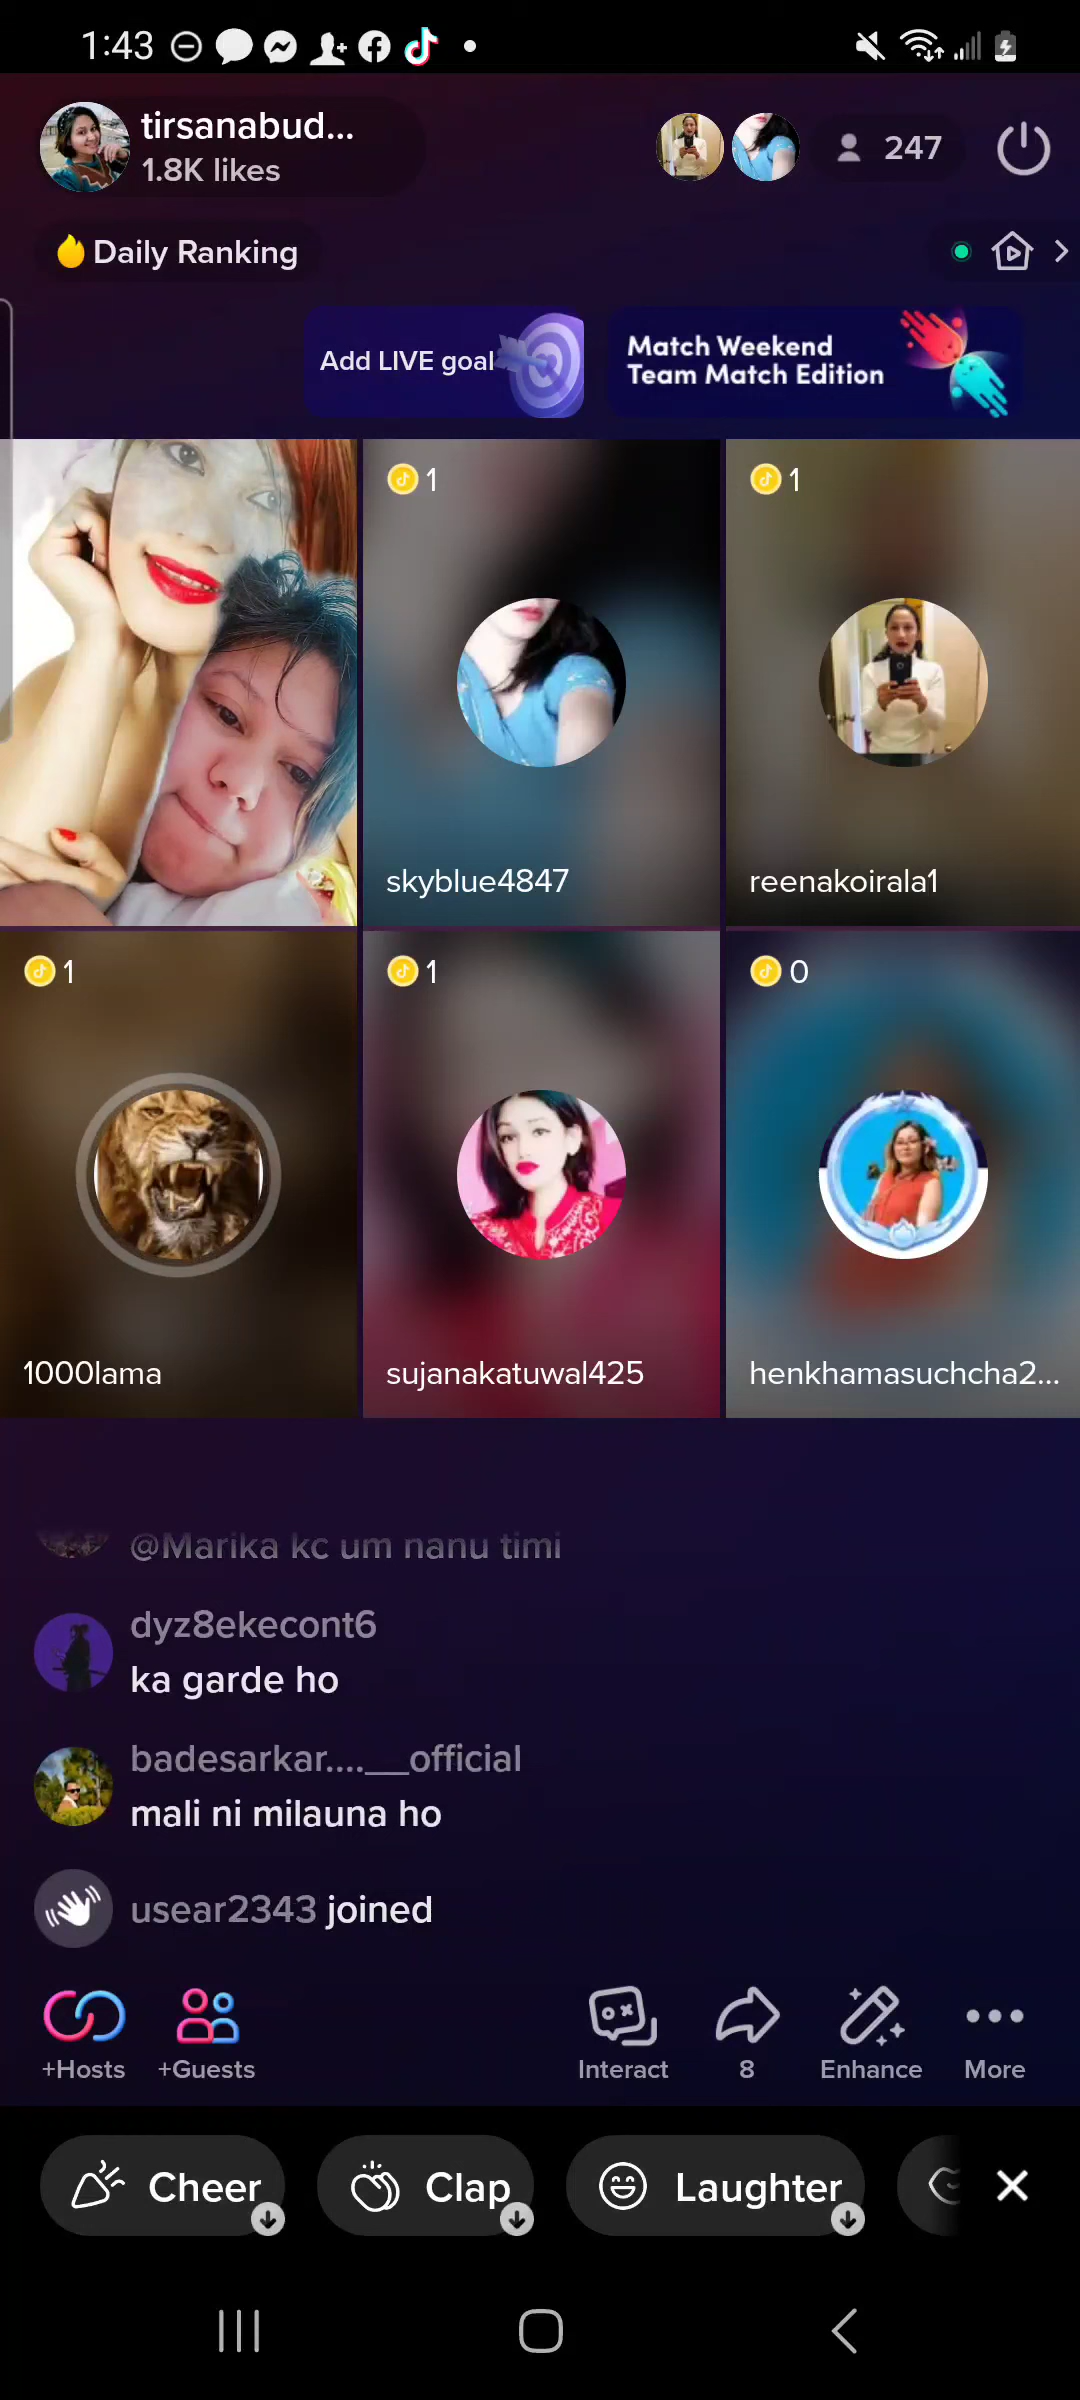 1:43
tirsanabud...
1.8K likes
247
Daily Ranking
Add LIVE goal
Match Weekend
Team Match Edition
1
1
skyblue4847
reenakoirala1
1
1
0
1000lama
sujanakatuwal425
henkhamasuchcha2...
@Marika kc um nanu timi
dyz8ekecont6
ka garde ho
badesarkar....__official
mali ni milauna ho
usear2343 joined
+Hosts
+Guests
Interact
8
Enhance
More
Cheer
Clap
Laughter